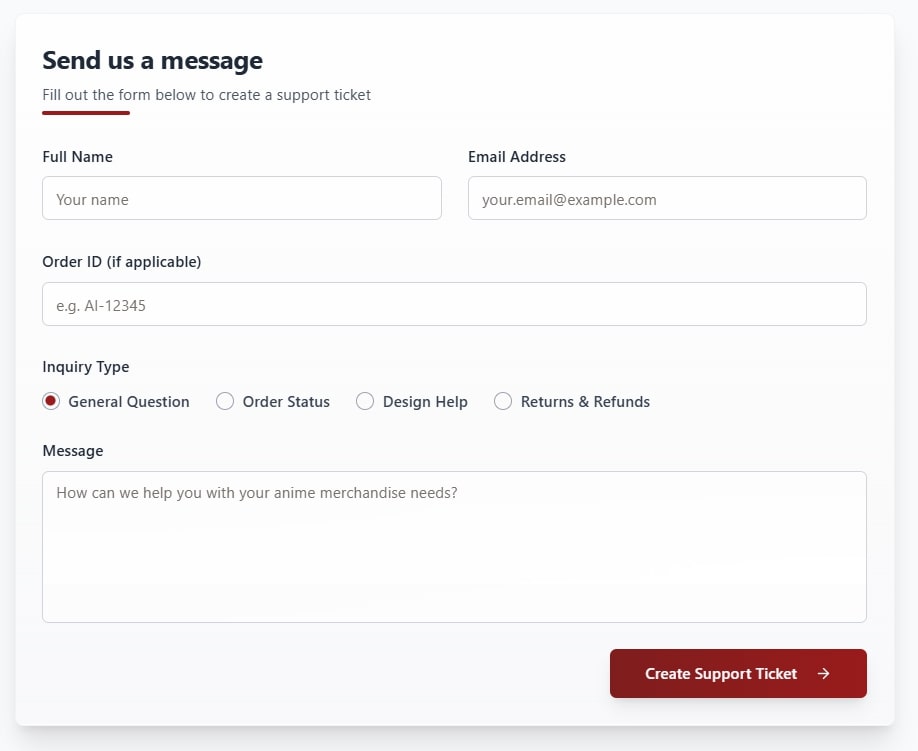 Send us a message
Fill out the form below to create a support ticket
Full Name
Email Address
Your name
your.email@example.com
Order ID (if applicable)
e.g. AI-12345
Inquiry Type
General Question
Order Status
Design Help
Returns & Refunds
Message
How can we help you with your anime merchandise needs?
Create Support Ticket →